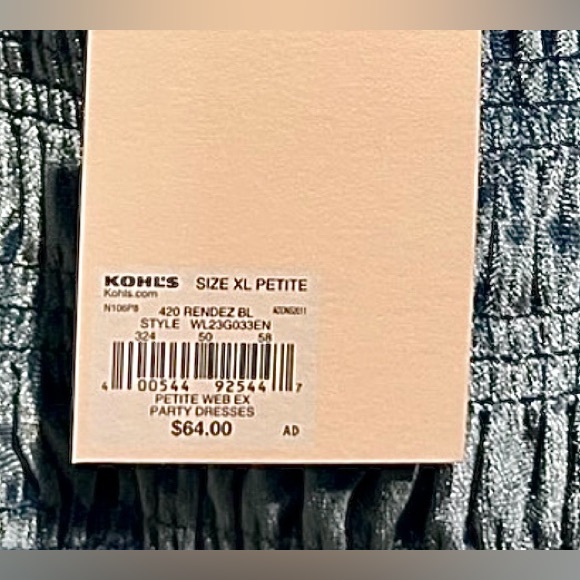 KOHL'S SIZE XL PETITE
Kohls.com
N106PB 420 RENDEZ BL
STYLE WL23G033EN
324 50 58
4 00544 92544 7
PETITE WEB EX
PARTY DRESSES
$64.00 AD